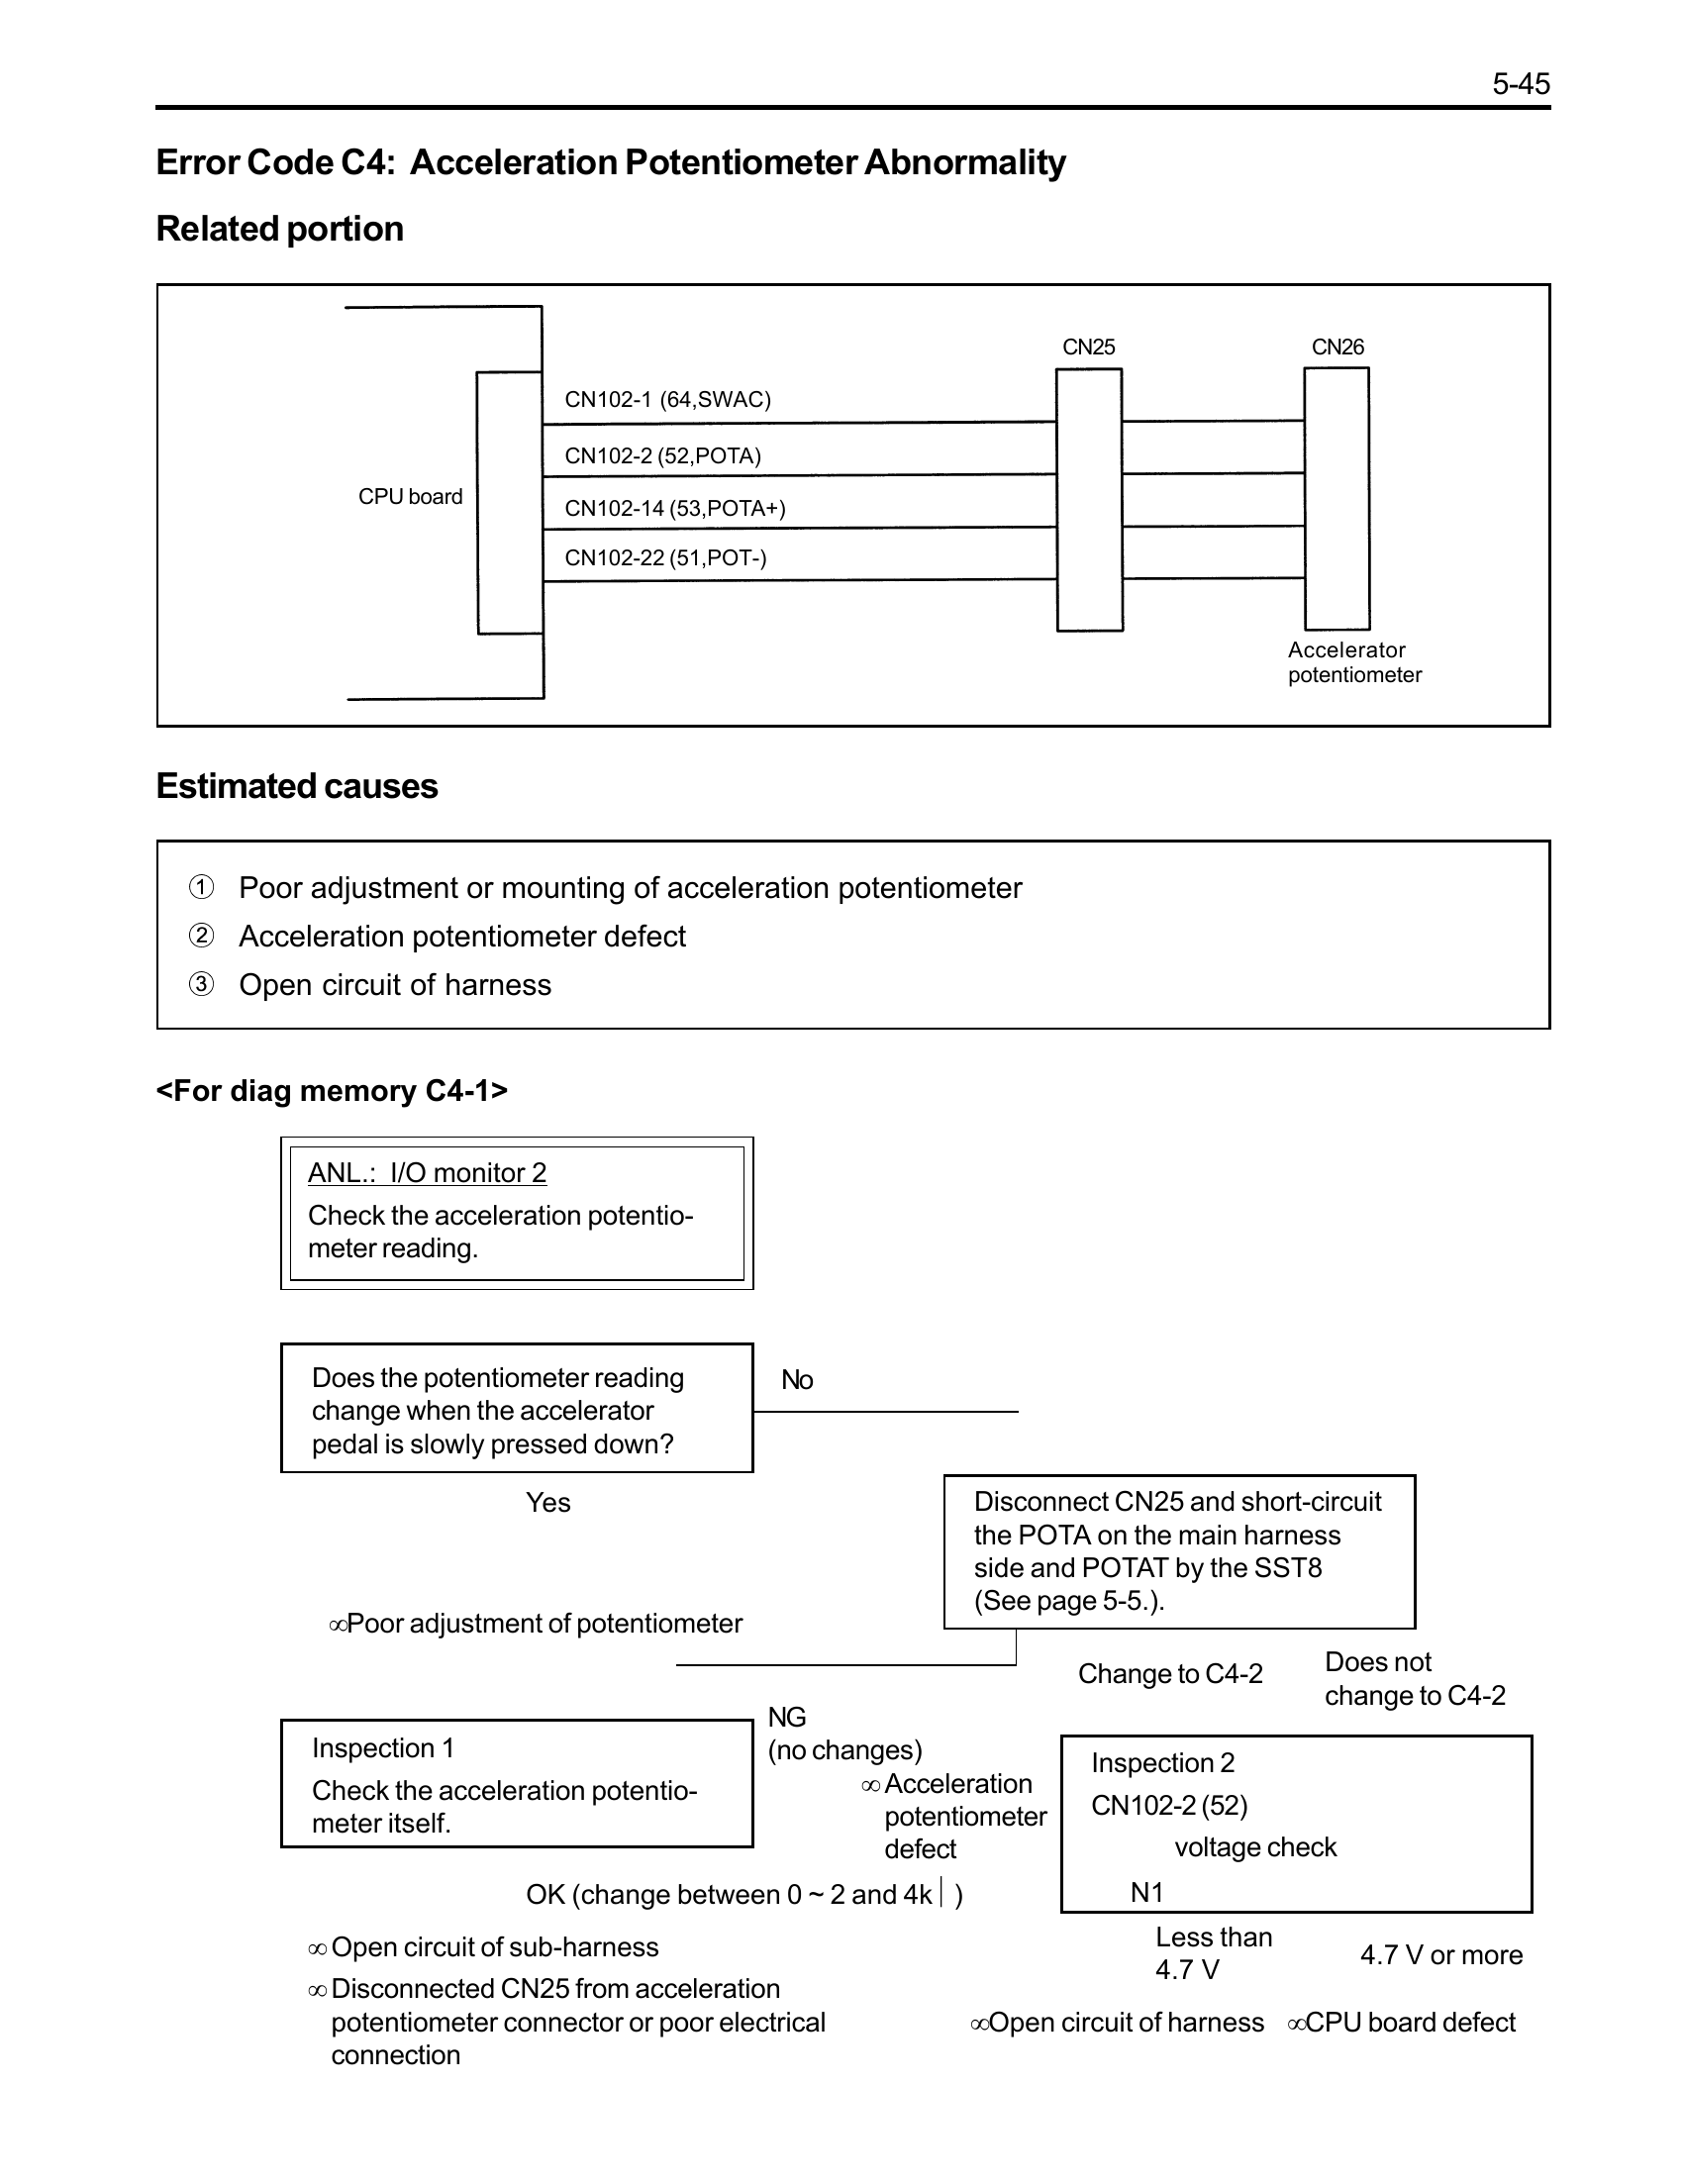 5-45
Error Code C4: Acceleration Potentiometer Abnormality
Related portion
CN25
CN26
CN102-1 (64,SWAC)
CN102-2 (52,POTA)
CPU board
CN102-14 (53,POTA+)
CN102-22 (51,POT-)
Accelerator
potentiometer
Estimated causes
① Poor adjustment or mounting of acceleration potentiometer
② Acceleration potentiometer defect
③ Open circuit of harness
<For diag memory C4-1>
ANL.: I/O monitor 2
Check the acceleration potentio-
meter reading.
Does the potentiometer reading
change when the accelerator
pedal is slowly pressed down?
No
Yes
Disconnect CN25 and short-circuit
the POTA on the main harness
side and POTAT by the SST8
(See page 5-5.).
∞Poor adjustment of potentiometer
Change to C4-2
Does not
change to C4-2
NG
(no changes)
Inspection 1
Check the acceleration potentio-
meter itself.
∞ Acceleration
potentiometer
defect
Inspection 2
CN102-2 (52)
voltage check
N1
OK (change between 0 ~ 2 and 4k⎮ )
Less than
4.7 V
4.7 V or more
∞ Open circuit of sub-harness
∞ Disconnected CN25 from acceleration
potentiometer connector or poor electrical
connection
∞Open circuit of harness
∞CPU board defect